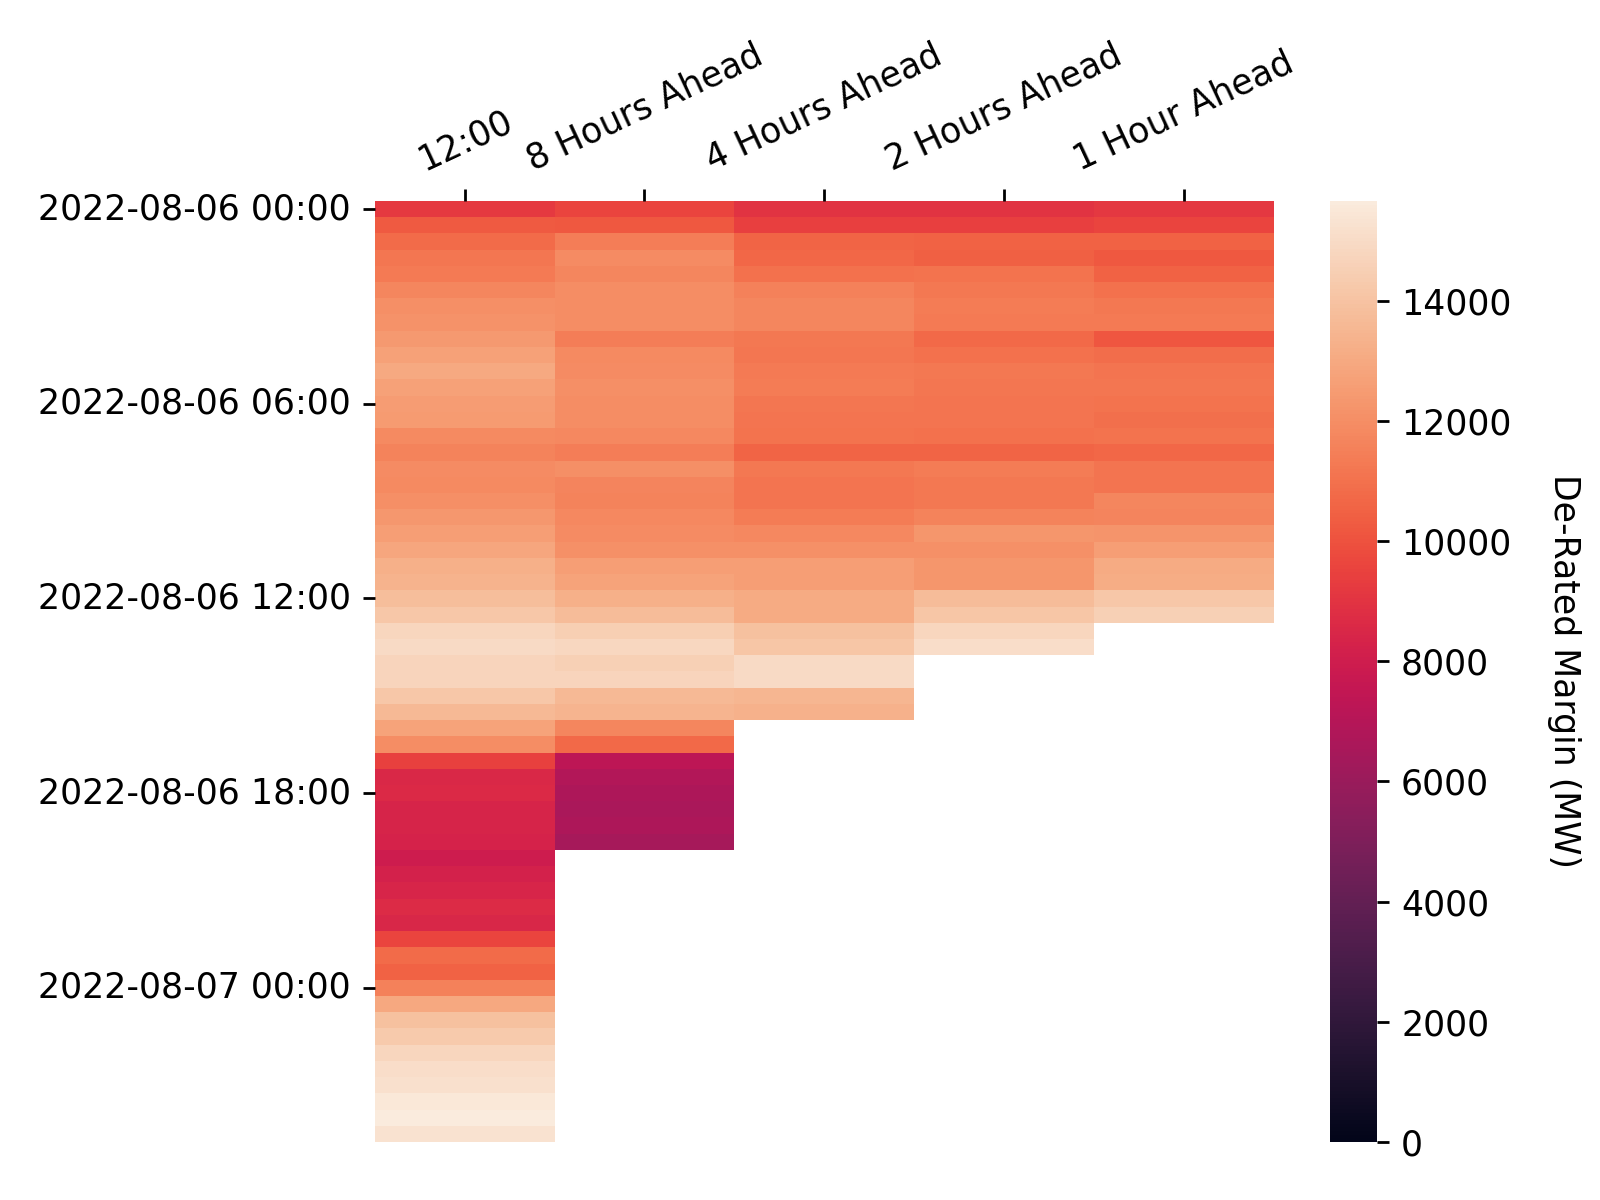 12:00
8 Hours Ahead
4 Hours Ahead
2 Hours Ahead
1 Hour Ahead
2022-08-06 00:00
2022-08-06 06:00
2022-08-06 12:00
2022-08-06 18:00
2022-08-07 00:00
14000
12000
10000
8000
6000
4000
2000
0
De-Rated Margin (MW)